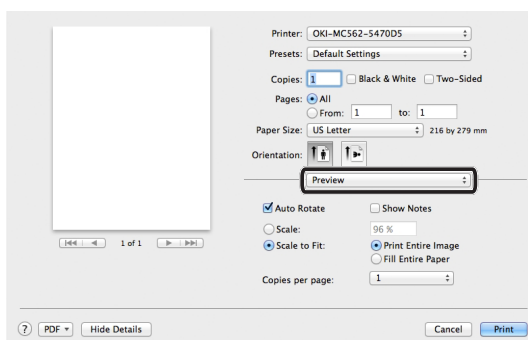 Printer: OKI-MC562-5470D5
Presets: Default Settings
Copies: 1 Black & White Two-Sided
Pages: All
From: 1 to: 1
Paper Size: US Letter 216 by 279 mm
Orientation:
Preview
Auto Rotate Show Notes
Scale: 96 %
Scale to Fit: Print Entire Image
Fill Entire Paper
Copies per page: 1
1 of 1
? PDF Hide Details Cancel Print